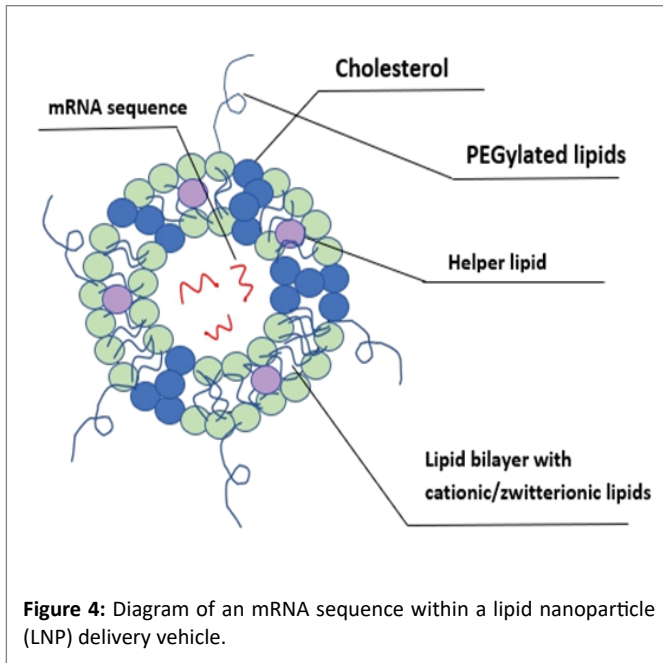 Cholesterol
mRNA sequence
PEGylated lipids
Helper lipid
Lipid bilayer with
cationic/zwitterionic lipids
Figure 4: Diagram of an mRNA sequence within a lipid nanoparticle
(LNP) delivery vehicle.